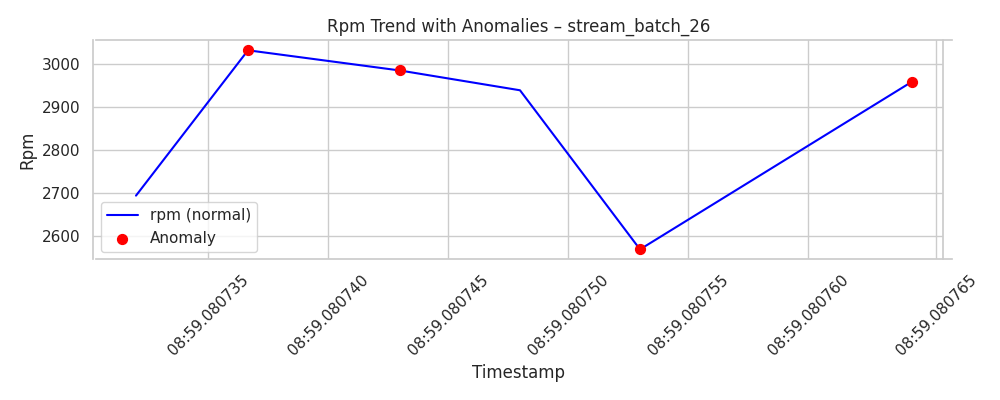 Rpm Trend with Anomalies – stream_batch_26
3000
2900
2800
2700
2600
Rpm
rpm (normal)
Anomaly
08:59.080735
08:59.080740
08:59.080745
08:59.080750
08:59.080755
08:59.080760
08:59.080765
Timestamp